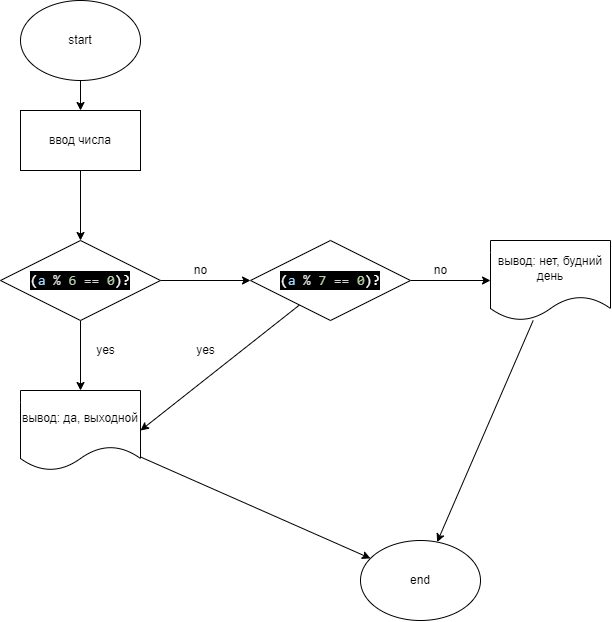 start
ввод числа
(a % 6 == 0)?
no
(a % 7 == 0)?
no
вывод: нет, будний
день
yes
yes
вывод: да, выходной
end